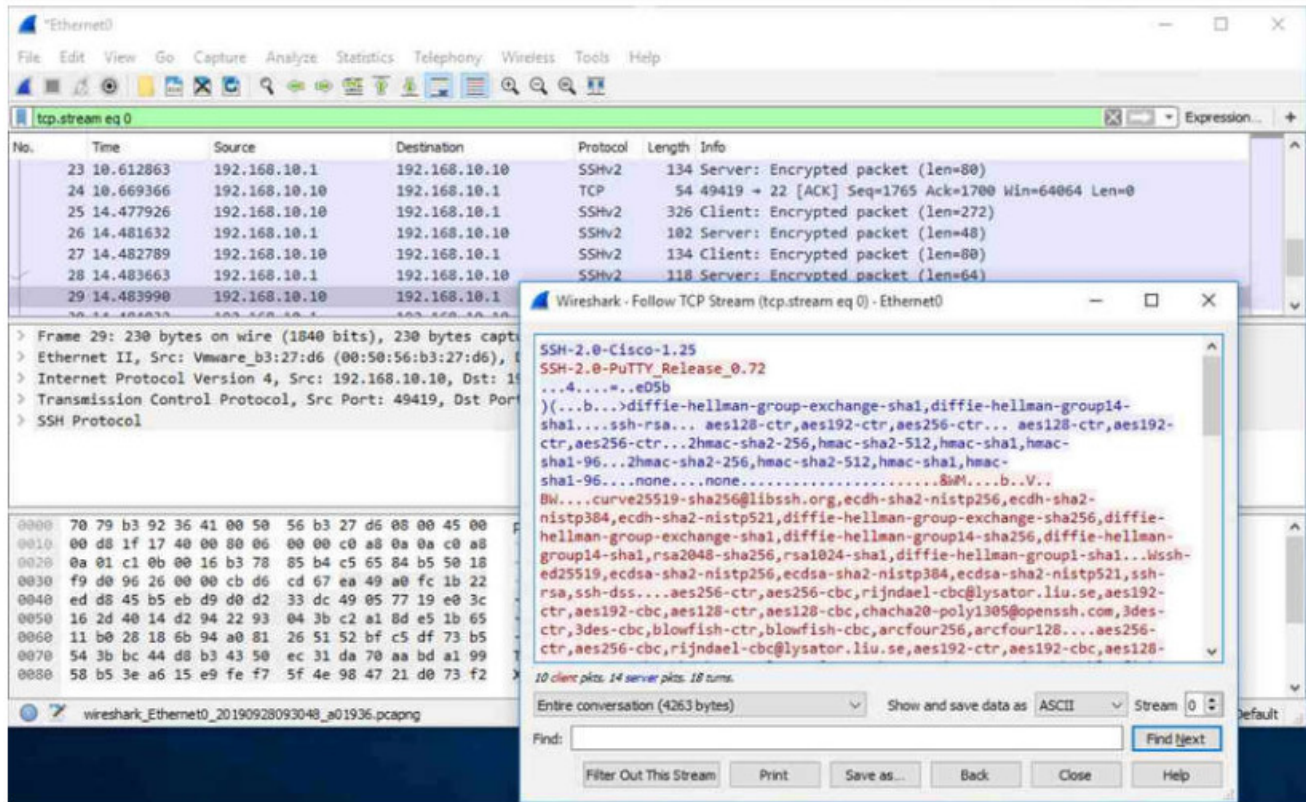 *Ethernet0
File Edit View Go Capture Analyze Statistics Telephony Wireless Tools Help
tcp.stream eq 0
Expression... +
No. Time Source Destination Protocol Length Info
23 10.612863 192.168.10.1 192.168.10.10 SSHv2 134 Server: Encrypted packet (len=80)
24 10.669366 192.168.10.10 192.168.10.1 TCP 54 49419 → 22 [ACK] Seq=1765 Ack=1700 Win=64064 Len=0
25 14.477926 192.168.10.10 192.168.10.1 SSHv2 326 Client: Encrypted packet (len=272)
26 14.481632 192.168.10.1 192.168.10.10 SSHv2 102 Server: Encrypted packet (len=48)
27 14.482789 192.168.10.10 192.168.10.1 SSHv2 134 Client: Encrypted packet (len=80)
28 14.483663 192.168.10.1 192.168.10.10 SSHv2 118 Server: Encrypted packet (len=64)
29 14.483990 192.168.10.10 192.168.10.1
> Frame 29: 230 bytes on wire (1840 bits), 230 bytes capt
> Ethernet II, Src: Vmware_b3:27:d6 (00:50:56:b3:27:d6), D
> Internet Protocol Version 4, Src: 192.168.10.10, Dst: 19
> Transmission Control Protocol, Src Port: 49419, Dst Por
> SSH Protocol
0000 70 79 b3 92 36 41 00 50 56 b3 27 d6 08 00 45 00
0010 00 d8 1f 17 40 00 80 06 00 00 c0 a8 0a 0a c0 a8
0020 0a 01 c1 0b 00 16 b3 78 85 b4 c5 65 84 b5 50 18
0030 f9 d0 96 26 00 00 cb d6 cd 67 ea 49 a0 fc 1b 22
0040 ed d8 45 b5 eb d9 d0 d2 33 dc 49 05 77 19 e0 3c
0050 16 2d 40 14 d2 94 22 93 04 3b c2 a1 8d e5 1b 65
0060 11 b0 28 18 6b 94 a0 81 26 51 52 bf c5 df 73 b5
0070 54 3b bc 44 d8 b3 43 50 ec 31 da 70 aa bd a1 99
0080 58 b5 3e a6 15 e9 fe f7 5f 4e 98 47 21 d0 73 f2
wireshark_Ethernet0_20190928093048_a01936.pcapng
Default
Wireshark · Follow TCP Stream (tcp.stream eq 0) · Ethernet0
SSH-2.0-Cisco-1.25
SSH-2.0-PuTTY_Release_0.72
...4....=..eD5b
)(...b...>diffie-hellman-group-exchange-sha1,diffie-hellman-group14-
sha1....ssh-rsa... aes128-ctr,aes192-ctr,aes256-ctr... aes128-ctr,aes192-
ctr,aes256-ctr...2hmac-sha2-256,hmac-sha2-512,hmac-sha1,hmac-
sha1-96...2hmac-sha2-256,hmac-sha2-512,hmac-sha1,hmac-
sha1-96....none....none......................&WM....b..V..
BW....curve25519-sha256@libssh.org,ecdh-sha2-nistp256,ecdh-sha2-
nistp384,ecdh-sha2-nistp521,diffie-hellman-group-exchange-sha256,diffie-
hellman-group-exchange-sha1,diffie-hellman-group14-sha256,diffie-hellman-
group14-sha1,rsa2048-sha256,rsa1024-sha1,diffie-hellman-group1-sha1...Wssh-
ed25519,ecdsa-sha2-nistp256,ecdsa-sha2-nistp384,ecdsa-sha2-nistp521,ssh-
rsa,ssh-dss....aes256-ctr,aes256-cbc,rijndael-cbc@lysator.liu.se,aes192-
ctr,aes192-cbc,aes128-ctr,aes128-cbc,chacha20-poly1305@openssh.com,3des-
ctr,3des-cbc,blowfish-ctr,blowfish-cbc,arcfour256,arcfour128....aes256-
ctr,aes256-cbc,rijndael-cbc@lysator.liu.se,aes192-ctr,aes192-cbc,aes128-
10 client pkts, 14 server pkts, 18 turns.
Entire conversation (4263 bytes) Show and save data as ASCII Stream 0
Find: Find Next
Filter Out This Stream Print Save as... Back Close Help